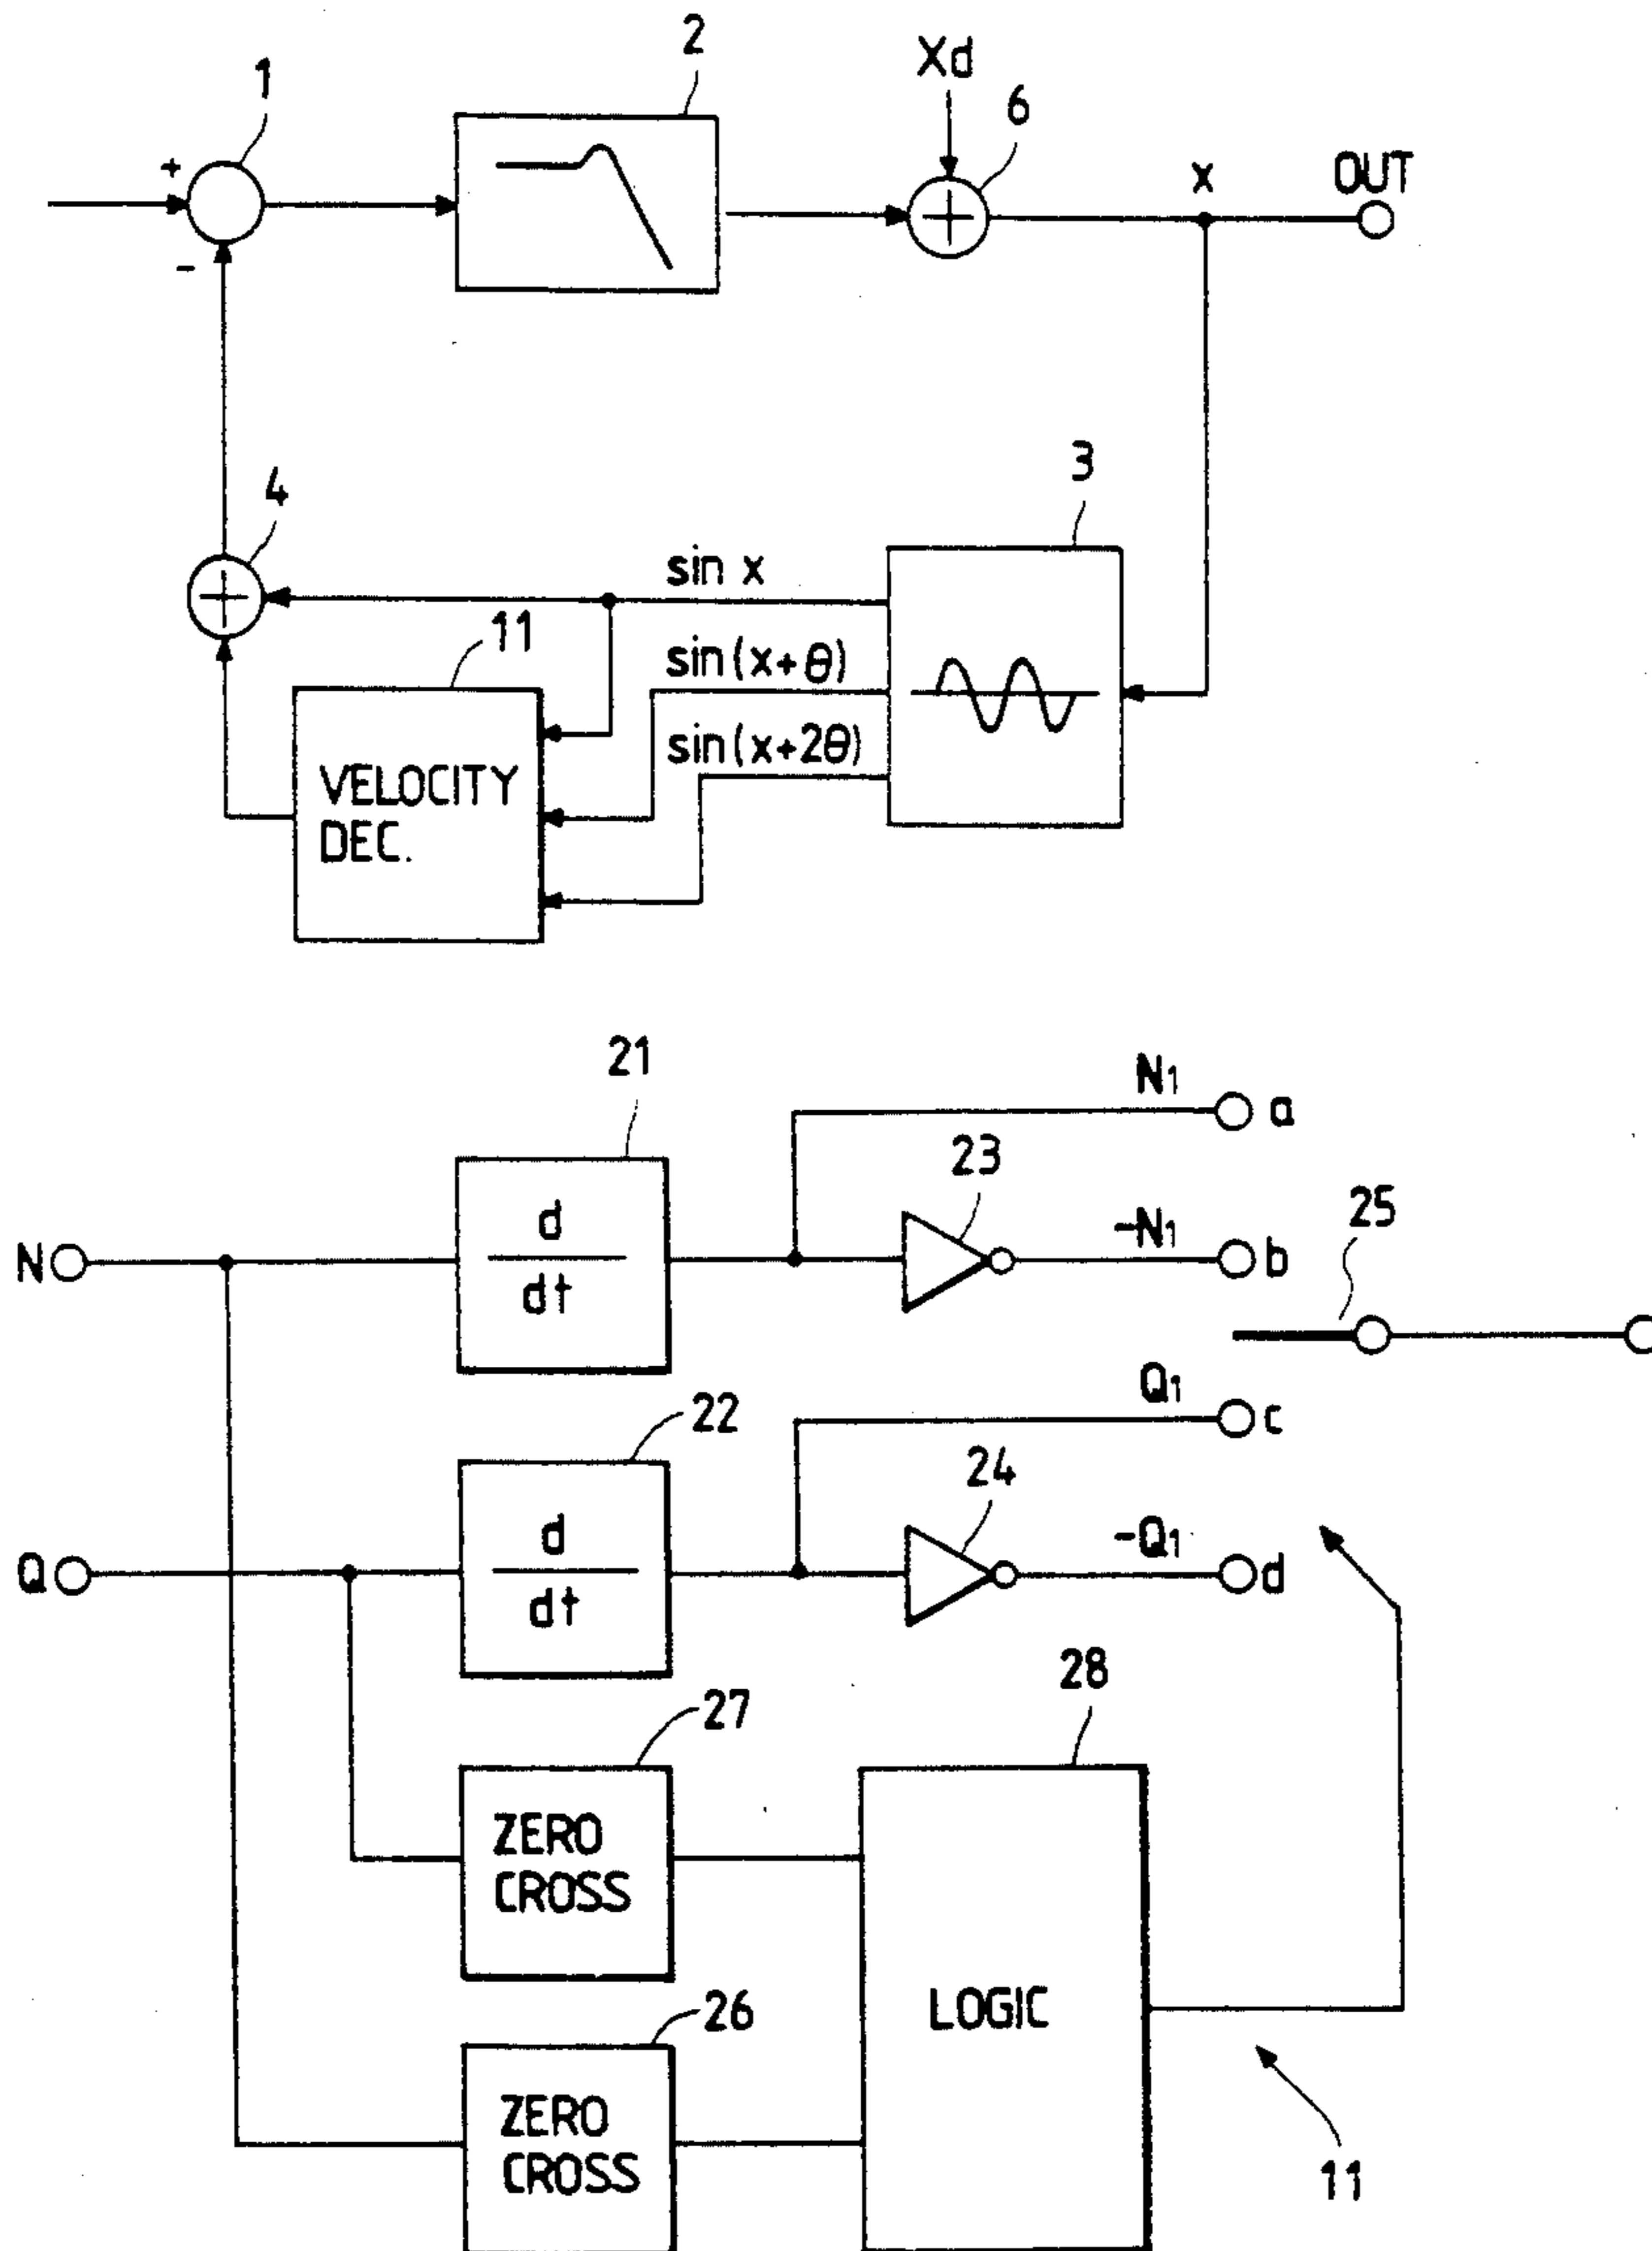 2
Xd
1
6
+
x
OUT
-
3
4
sin x
11
sin(x+θ)
sin(x+2θ)
VELOCITY
DEC.
21
N1
a
23
25
d
dt
N
-N1
b
Q1
c
22
24
d
dt
Q
-Q1
d
28
27
ZERO
CROSS
LOGIC
26
ZERO
CROSS
11